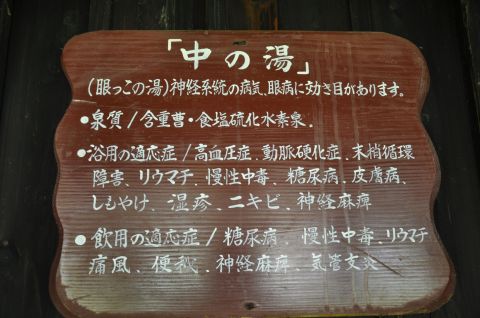 「中の湯」
(眼っこの湯)神経系統の病気、眼病に効き目があります。
●泉質/含重曹・食塩硫化水素泉.
●浴用の適応症/高血圧症、動脈硬化症、末梢循環
障害、リウマチ、慢性中毒、糖尿病、皮膚病、
しもやけ、湿疹、ニキビ、神経麻痺
●飲用の適応症/糖尿病、慢性中毒、リウマチ
痛風、便秘、神経麻痺、気管支炎